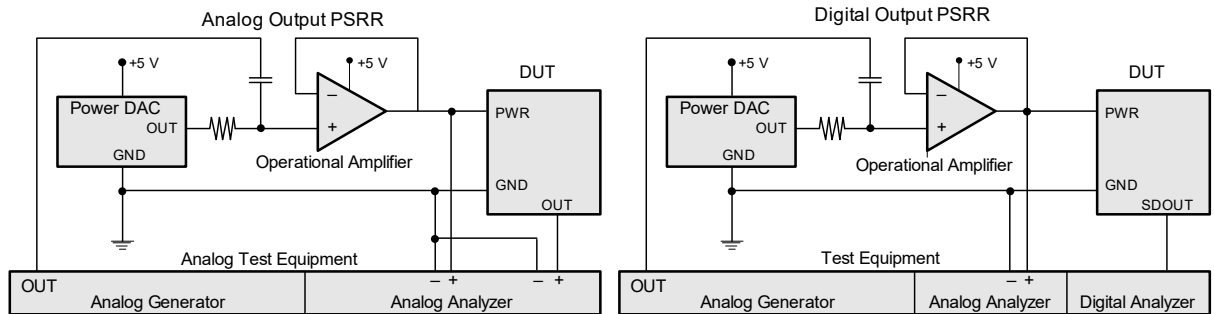 Analog Output PSRR
+5 V
+5 V
DUT
Power DAC
OUT
GND
–
+
PWR
Operational Amplifier
GND
OUT
Analog Test Equipment
– +
– +
OUT
Analog Generator
Analog Analyzer
Digital Output PSRR
+5 V
+5 V
DUT
Power DAC
OUT
GND
–
+
PWR
Operational Amplifier
GND
SDOUT
Test Equipment
– +
OUT
Analog Generator
Analog Analyzer
Digital Analyzer